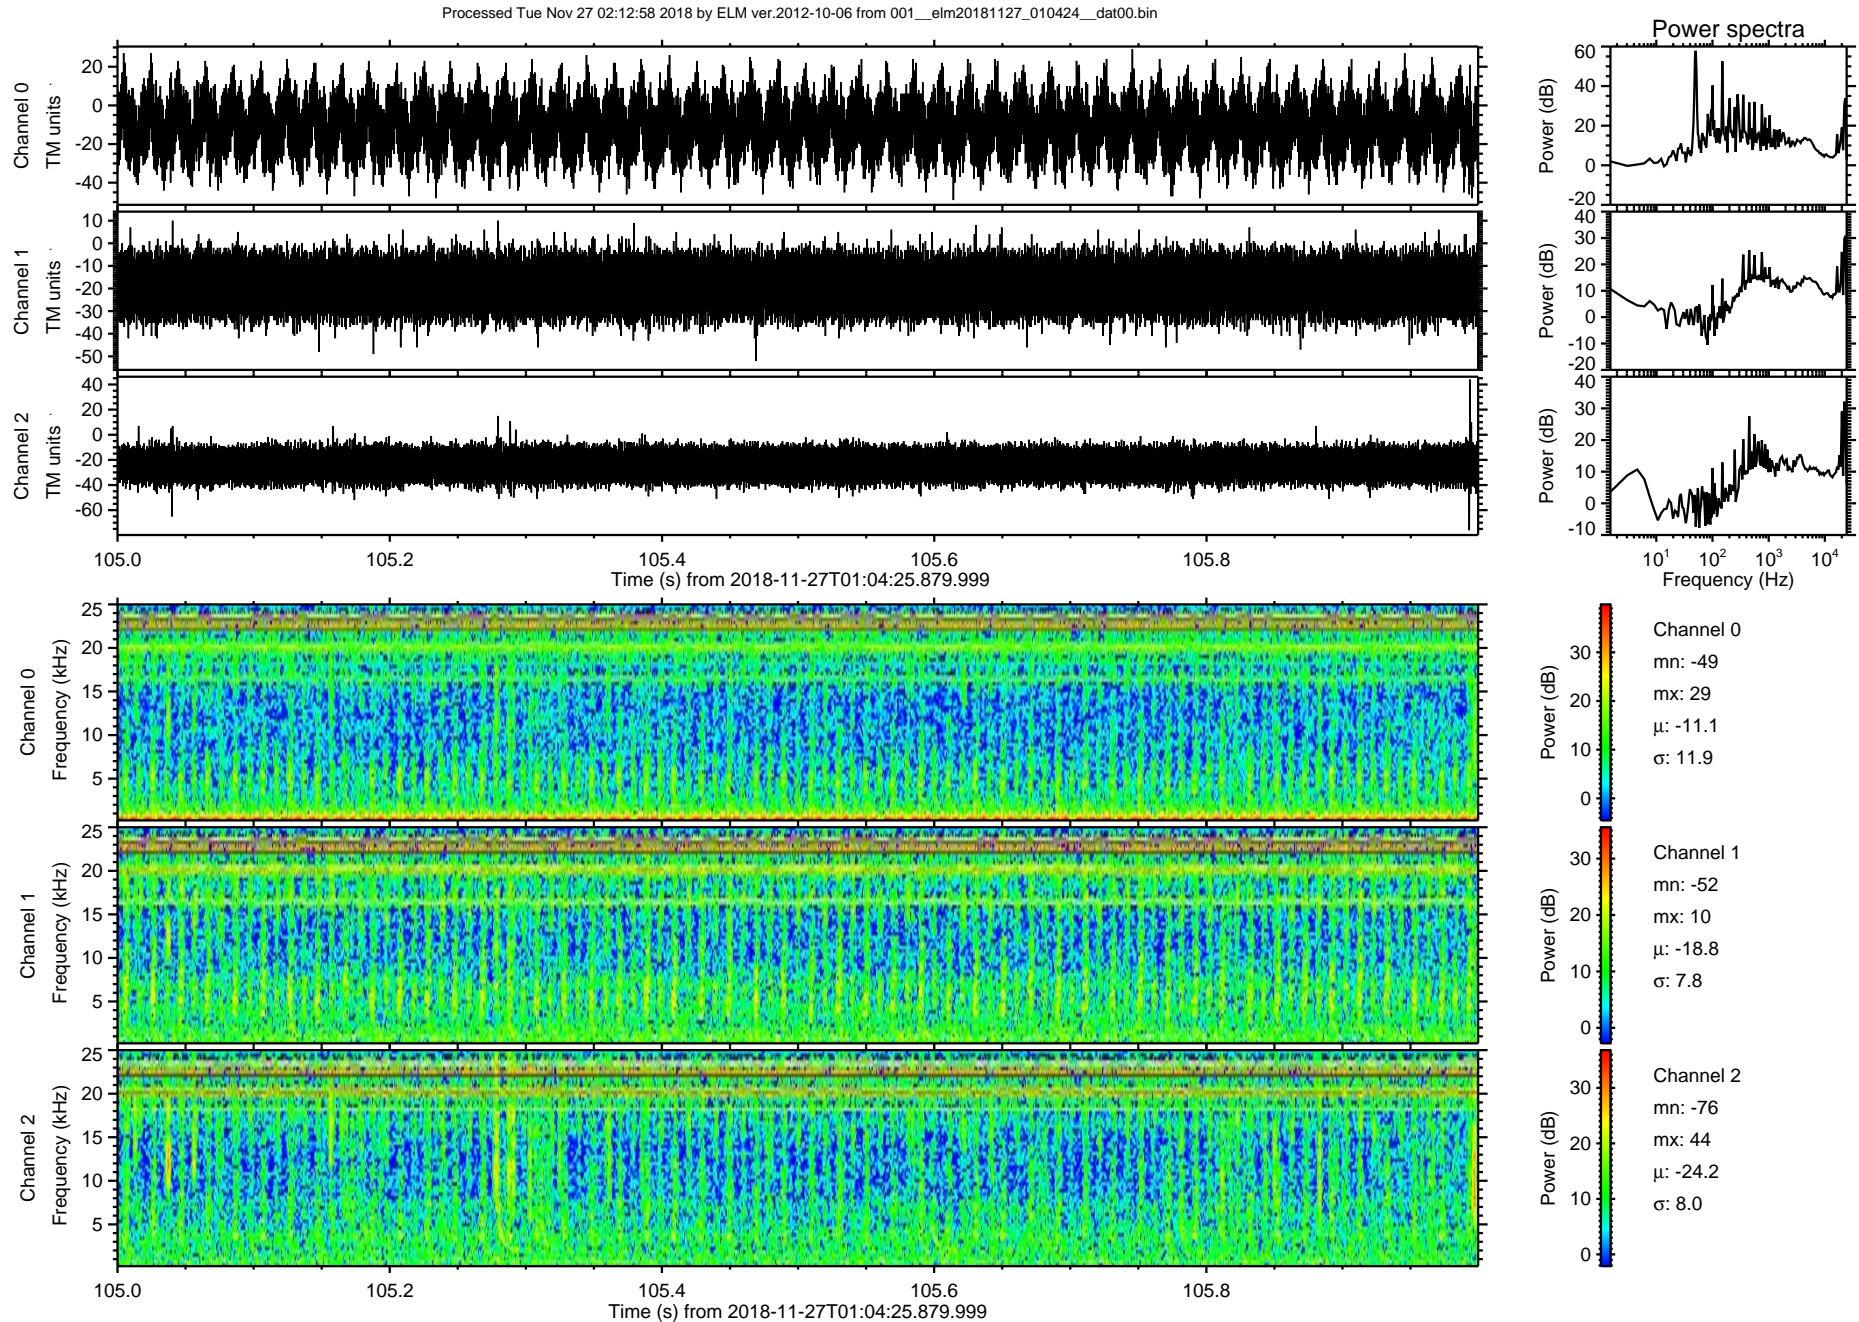 Processed Tue Nov 27 02:12:58 2018 by ELM ver.2012-10-06 from 001__elm20181127_010424__dat00.bin
Power spectra
Channel 0
TM units
20
0
-20
-40
Power (dB)
60
40
20
0
-20
Channel 1
TM units
10
0
-10
-20
-30
-40
-50
Power (dB)
40
30
20
10
0
-10
-20
Channel 2
TM units
40
20
0
-20
-40
-60
Power (dB)
40
30
20
10
0
-10
105.0 105.2 105.4 105.6 105.8
Time (s) from 2018-11-27T01:04:25.879.999
10¹ 10² 10³ 10⁴
Frequency (Hz)
Channel 0
Frequency (kHz)
25
20
15
10
5
Power (dB)
30
20
10
0
Channel 0
mn: -49
mx: 29
µ: -11.1
σ: 11.9
Channel 1
Frequency (kHz)
25
20
15
10
5
Power (dB)
30
20
10
0
Channel 1
mn: -52
mx: 10
µ: -18.8
σ: 7.8
Channel 2
Frequency (kHz)
25
20
15
10
5
Power (dB)
30
20
10
0
Channel 2
mn: -76
mx: 44
µ: -24.2
σ: 8.0
105.0 105.2 105.4 105.6 105.8
Time (s) from 2018-11-27T01:04:25.879.999